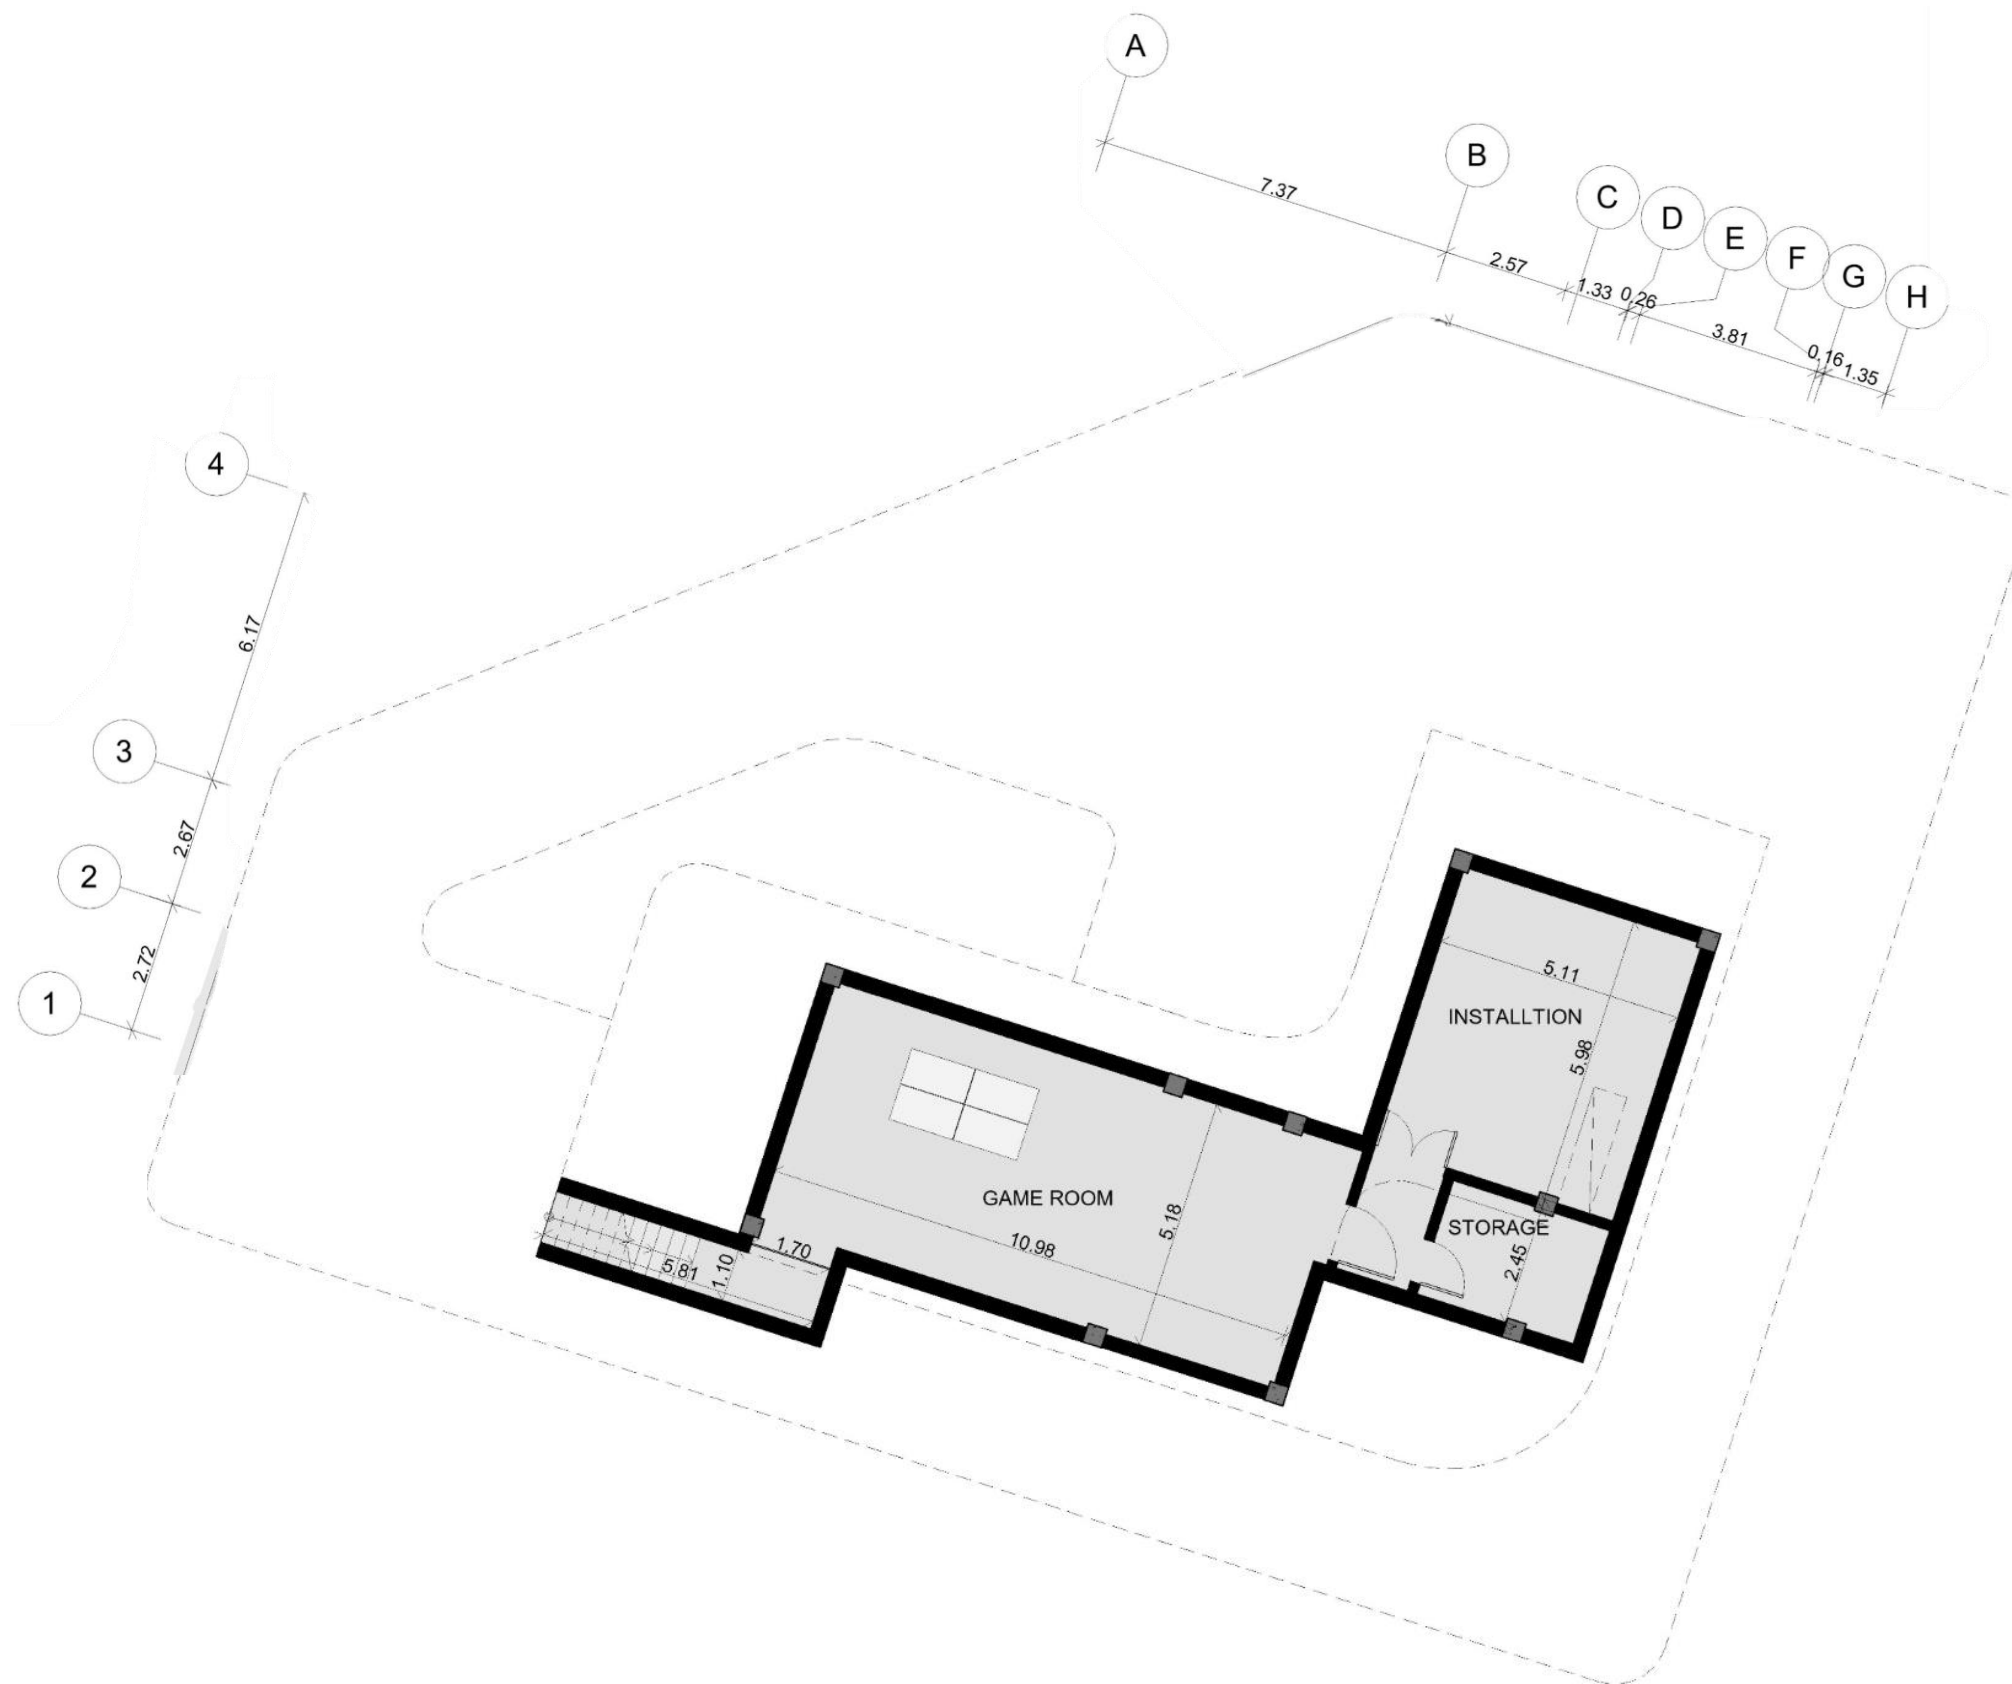 A
B
C
D
E
F
G
H
7.37
2.57
1.33
0.26
3.81
0.16
1.35
4
6.17
3
2.67
2
2.72
1
5.11
INSTALLTION
5.98
GAME ROOM
5.18
10.98
STORAGE
2.45
1.70
5.81
1.10